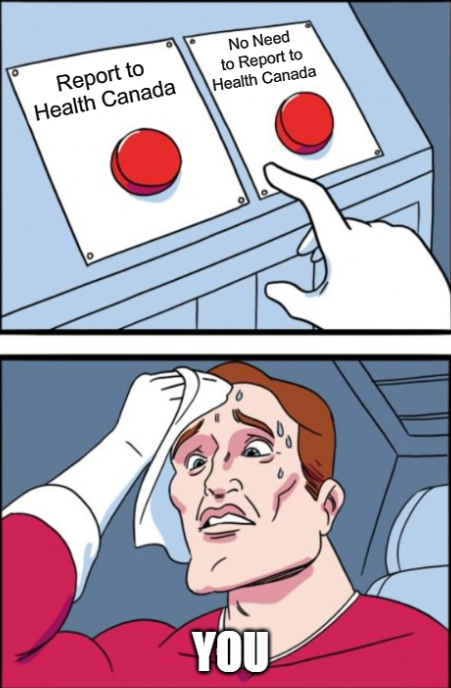 Report to
Health Canada
No Need
to Report to
Health Canada
YOU